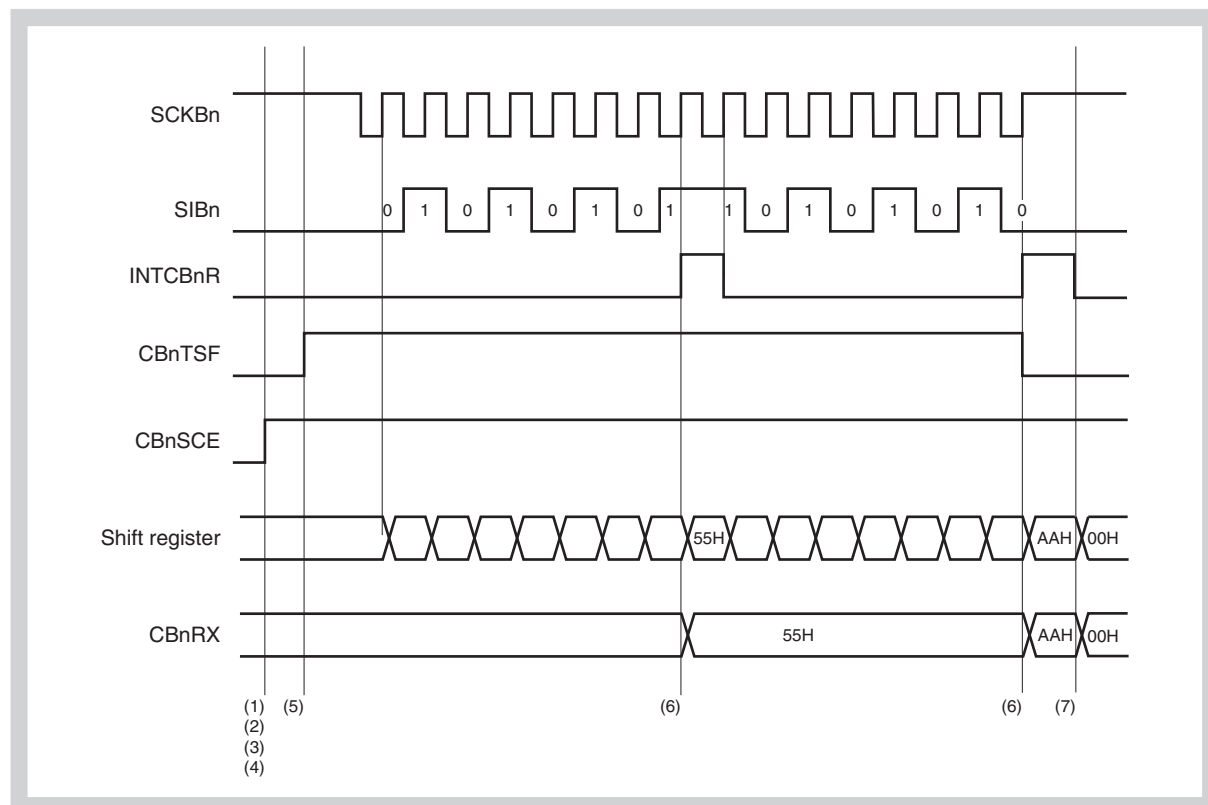 SCKBn
SIBn
0 1 0 1 0 1 0 1 1 0 1 0 1 0 1 0
INTCBnR
CBnTSF
CBnSCE
Shift register
55H AAH 00H
CBnRX
55H AAH 00H
(1) (5) (6) (6) (7)
(2)
(3)
(4)